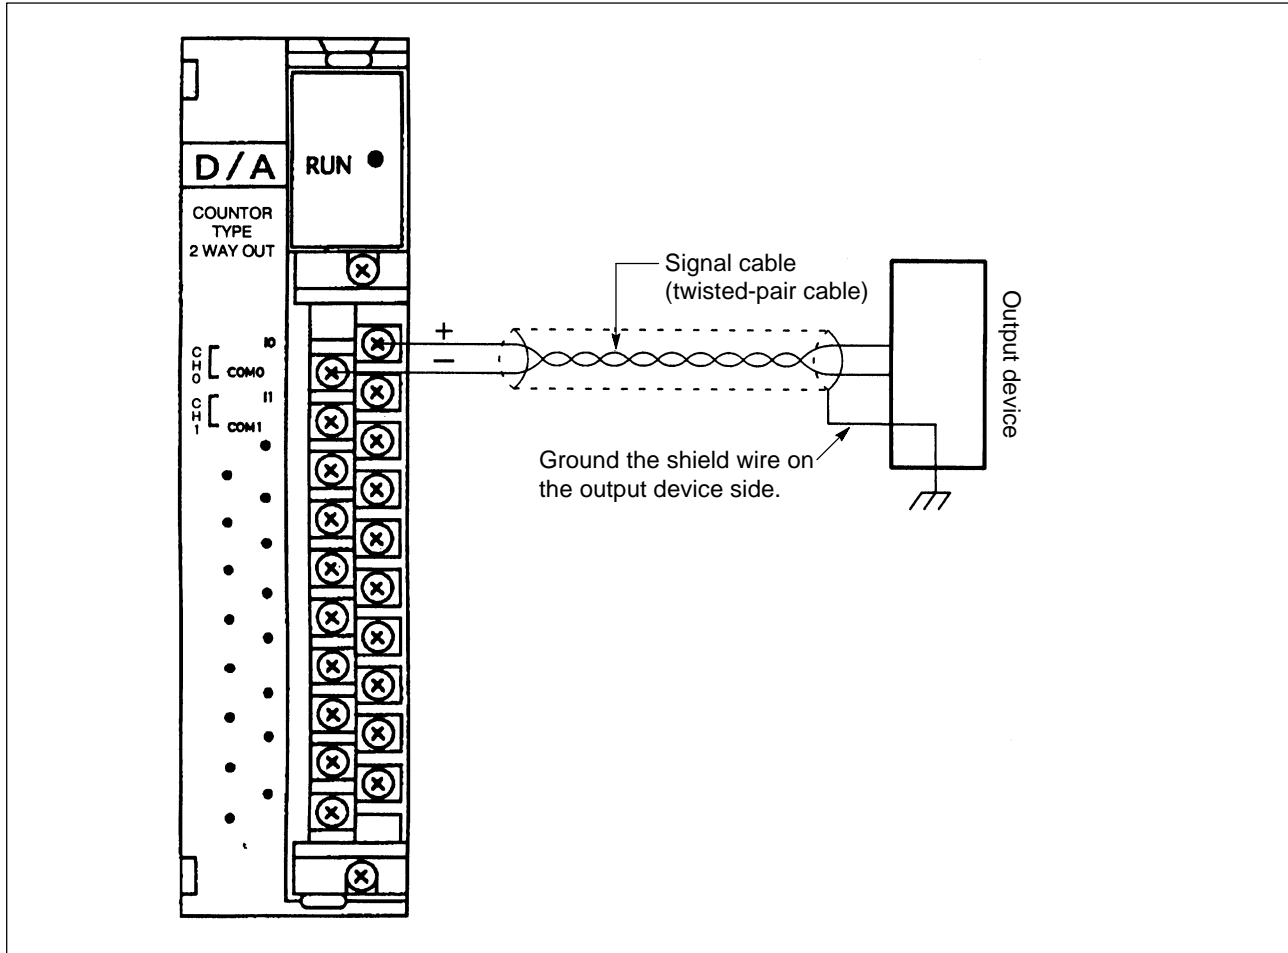 D/A
RUN
COUNTOR
TYPE
2 WAY OUT
CH0
I0
COM0
CH1
I1
COM1
+
−
Signal cable
(twisted-pair cable)
Output device
Ground the shield wire on
the output device side.